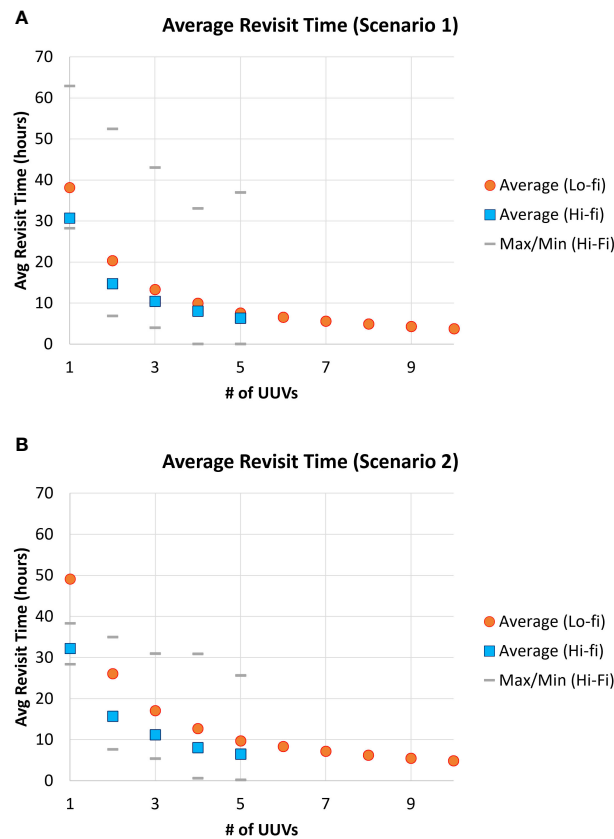 A
Average Revisit Time (Scenario 1)
70
60
50
40
30
20
10
0
Avg Revisit Time (hours)
1 3 5 7 9
# of UUVs
Average (Lo-fi)
Average (Hi-fi)
Max/Min (Hi-Fi)
B
Average Revisit Time (Scenario 2)
70
60
50
40
30
20
10
0
Avg Revisit Time (hours)
1 3 5 7 9
# of UUVs
Average (Lo-fi)
Average (Hi-fi)
Max/Min (Hi-Fi)